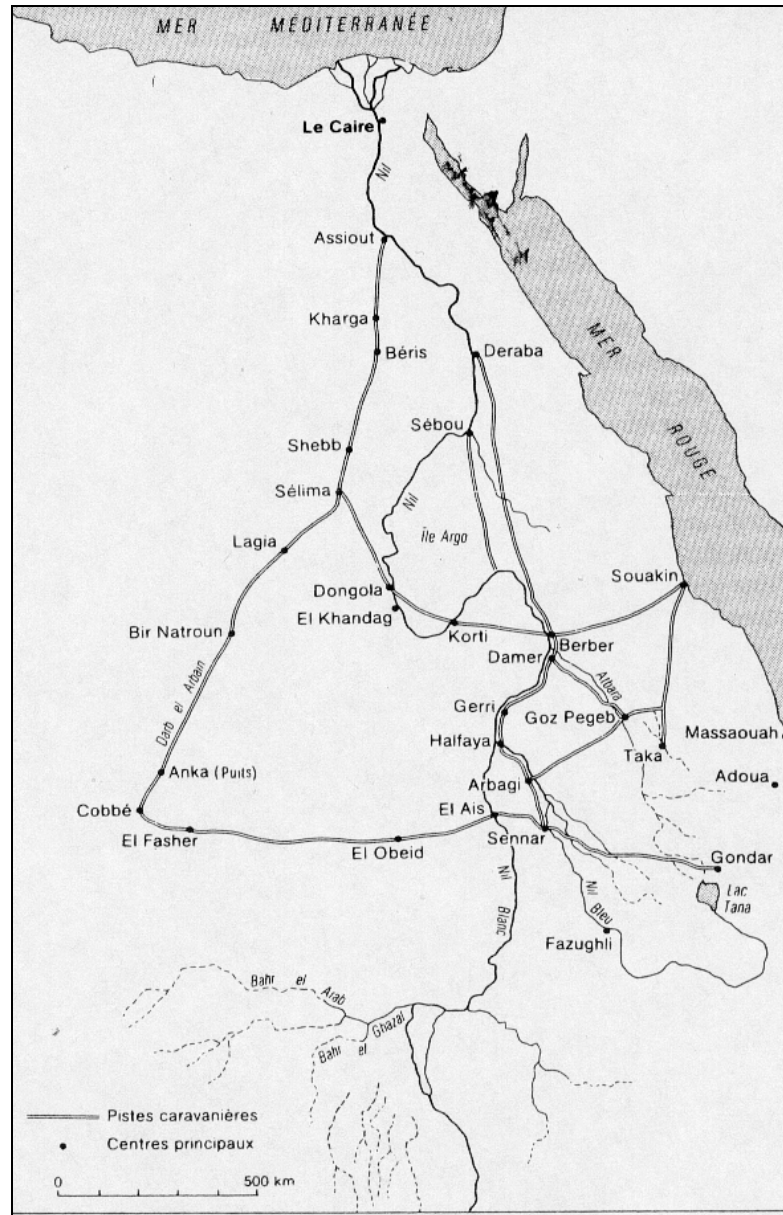 MER MÉDITERRANÉE
Le Caire
Nil
Assiout
Kharga
Béris
Deraba
MER ROUGE
Sébou
Shebb
Sélima
Nil
Île Argo
Lagia
Souakin
Dongola
El Khandag
Korti
Bir Natroun
Berber
Damer
Darb el Arbain
Atbara
Gerri
Goz Pegeb
Halfaya
Massaouah
Taka
Anka (Puits)
Arbagi
Adoua
Cobbé
El Ais
El Fasher
El Obeid
Sennar
Gondar
Lac
Tana
Nil Blanc
Nil Bleu
Fazughli
Bahr el Arab
Bahr el Ghazal
Pistes caravanières
Centres principaux
0 500 km